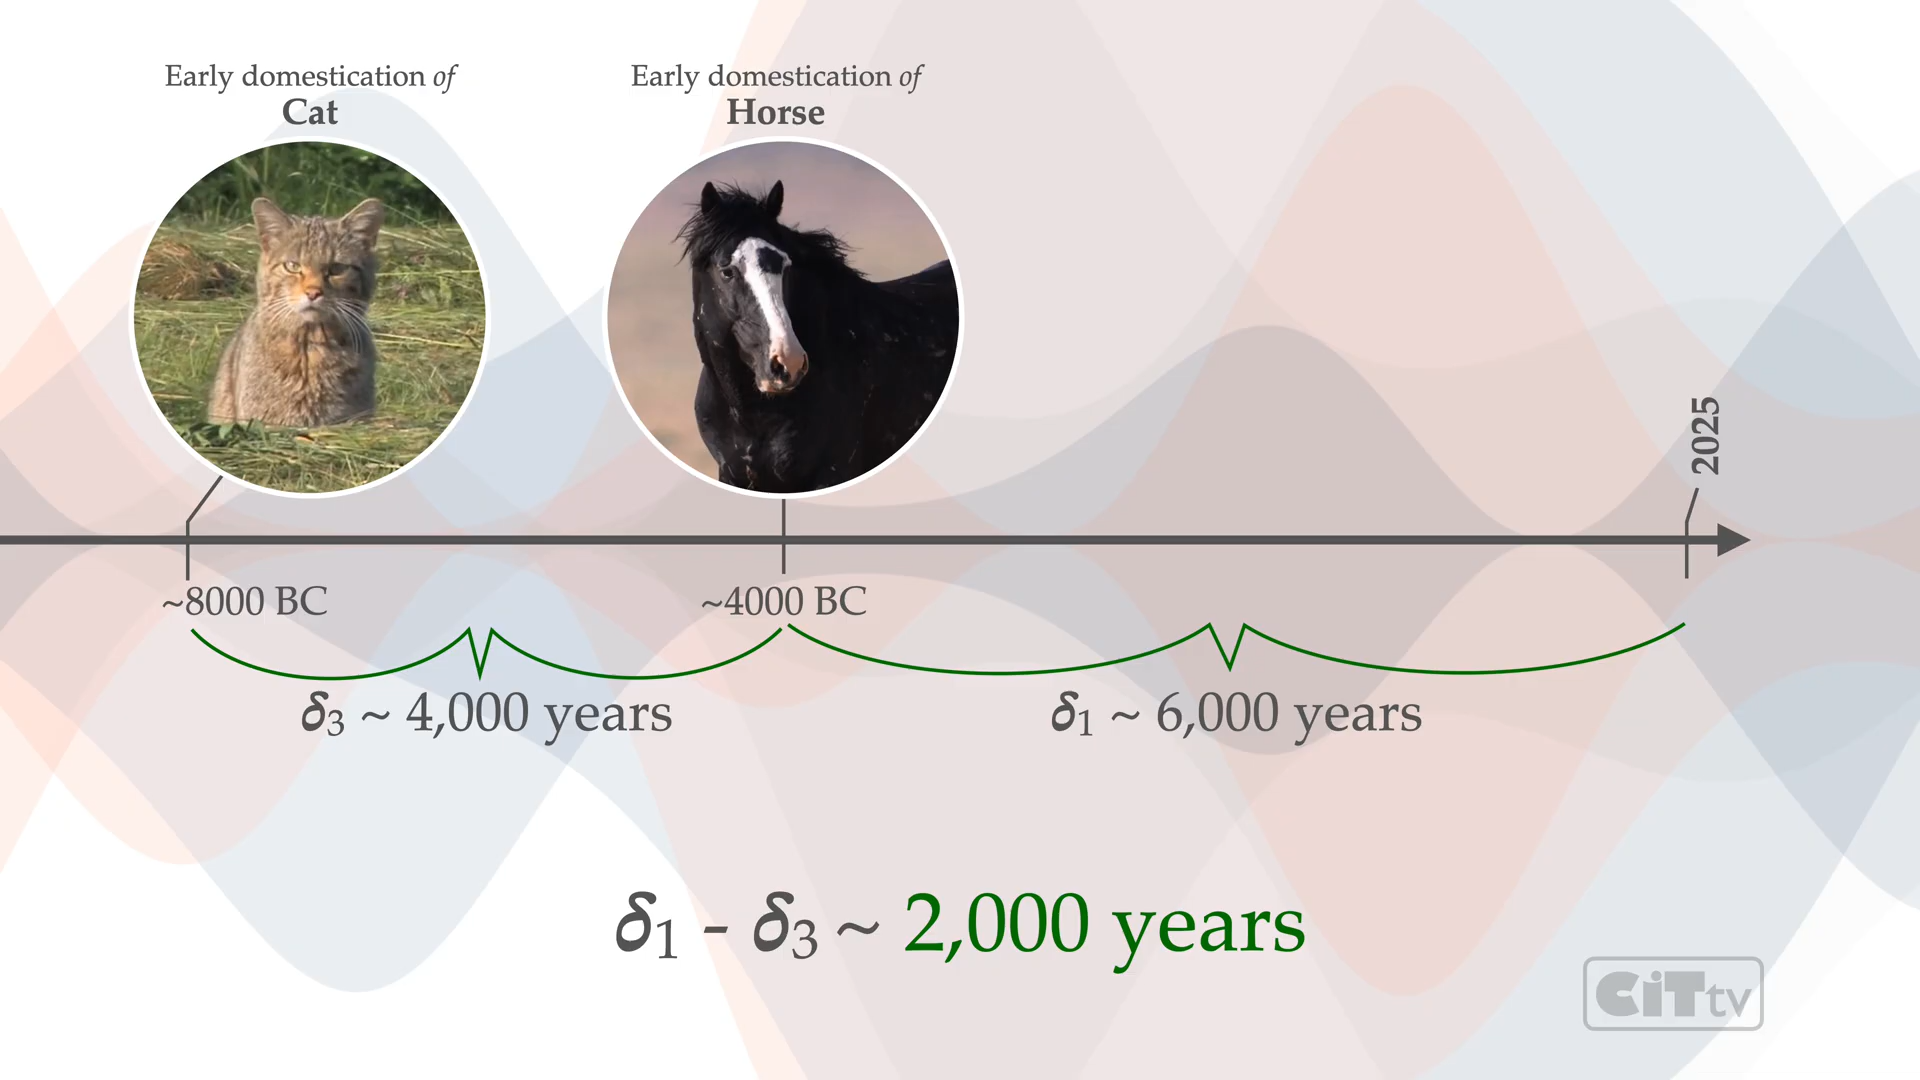 Early domestication of
Cat
Early domestication of
Horse
2025
~8000 BC
~4000 BC
δ₃ ~ 4,000 years
δ₁ ~ 6,000 years
δ₁ - δ₃ ~ 2,000 years
CiTtv